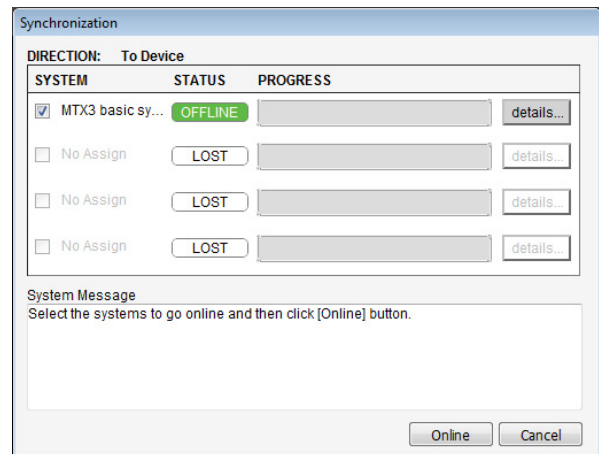 Synchronization
DIRECTION: To Device
SYSTEM STATUS PROGRESS
MTX3 basic sy... OFFLINE details...
No Assign LOST details...
No Assign LOST details...
No Assign LOST details...
System Message
Select the systems to go online and then click [Online] button.
Online Cancel